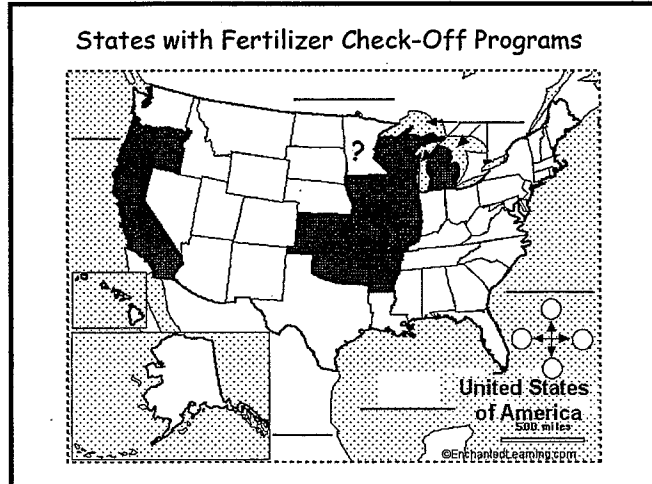 States with Fertilizer Check-Off Programs
?
United States
of America
500 miles
©EnchantedLearning.com